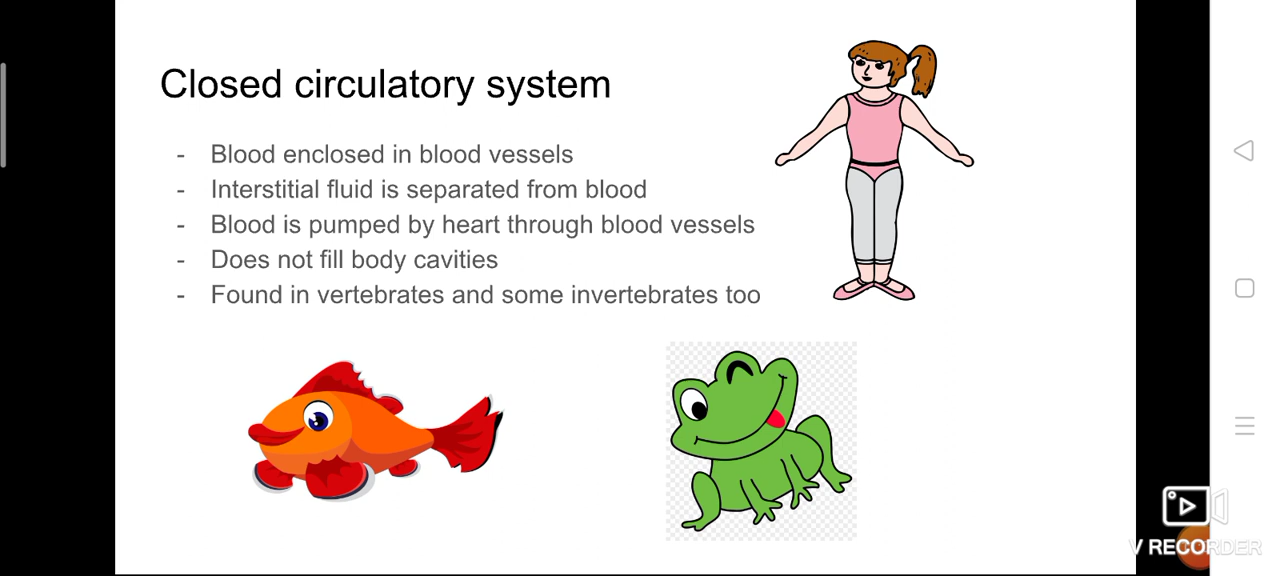 Closed circulatory system
- Blood enclosed in blood vessels
- Interstitial fluid is separated from blood
- Blood is pumped by heart through blood vessels
- Does not fill body cavities
- Found in vertebrates and some invertebrates too
V RECORDER